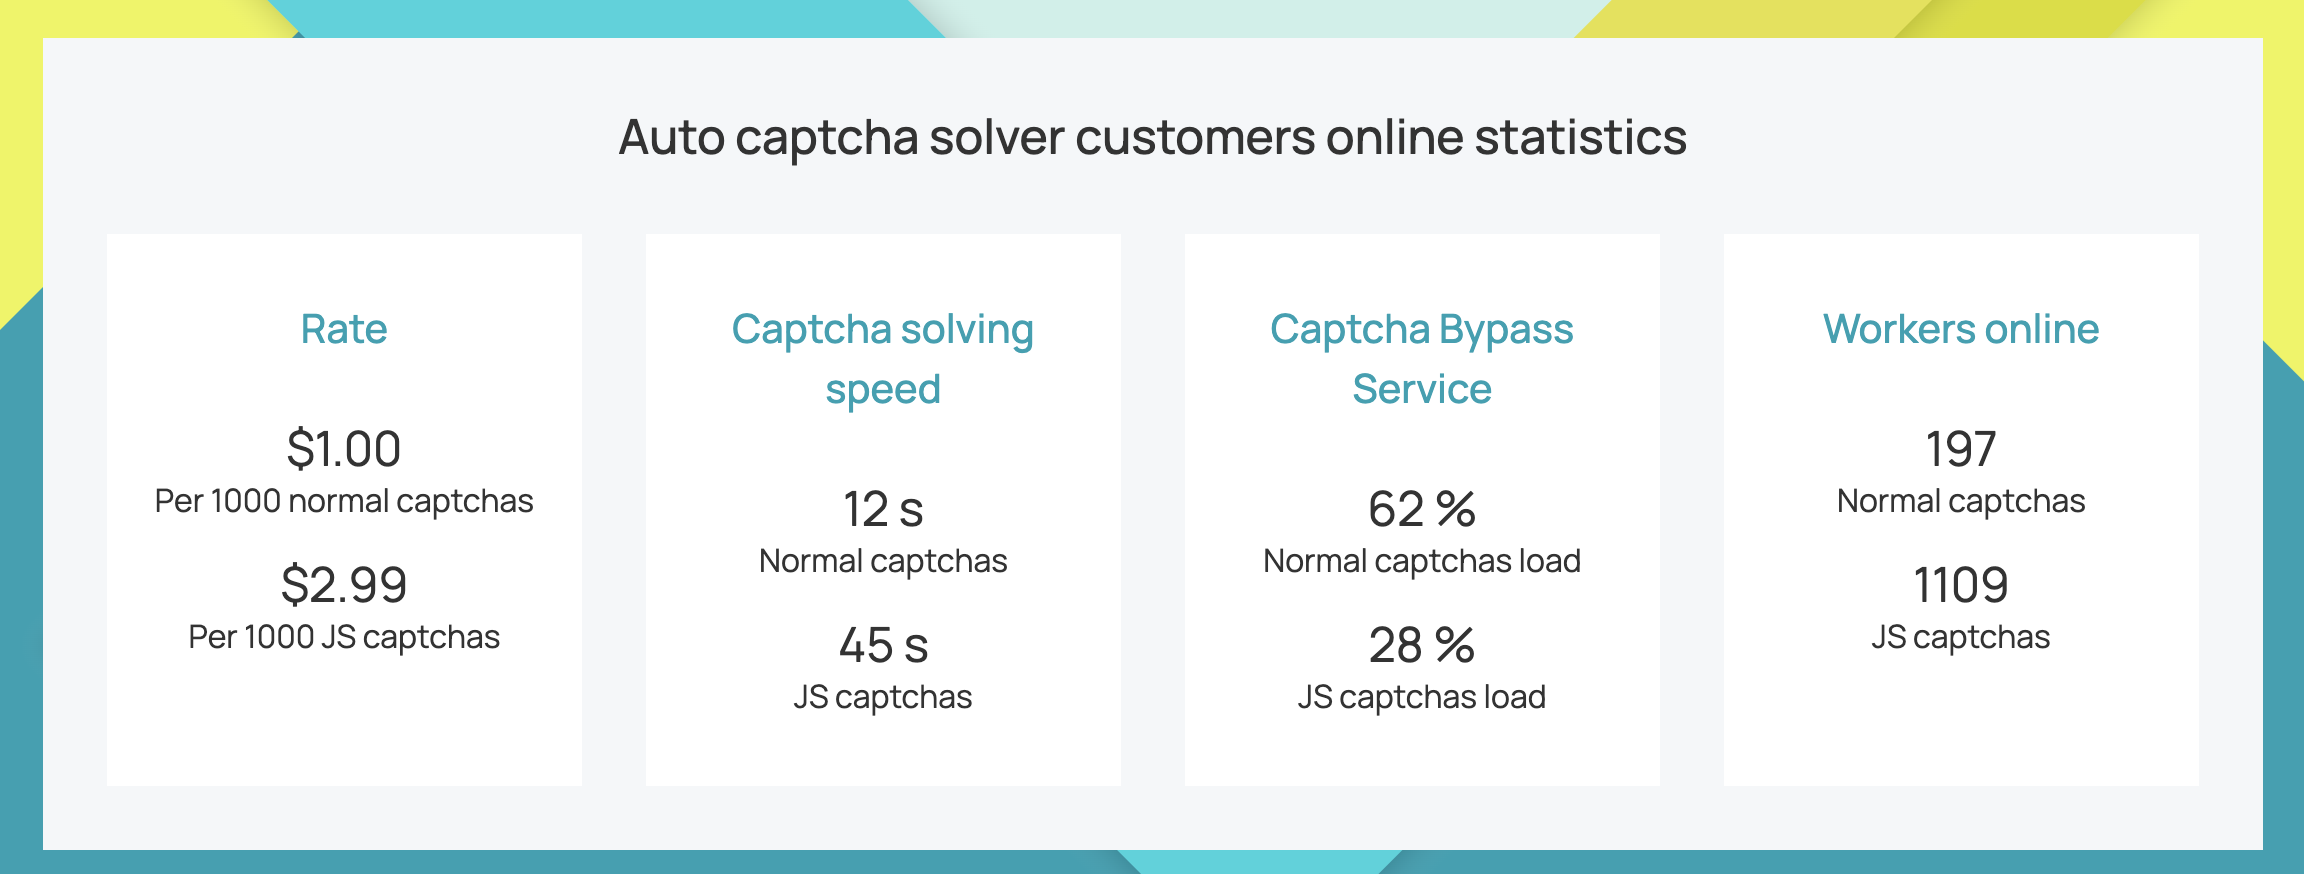 Auto captcha solver customers online statistics
Rate
$1.00
Per 1000 normal captchas
$2.99
Per 1000 JS captchas
Captcha solving
speed
12 s
Normal captchas
45 s
JS captchas
Captcha Bypass
Service
62 %
Normal captchas load
28 %
JS captchas load
Workers online
197
Normal captchas
1109
JS captchas